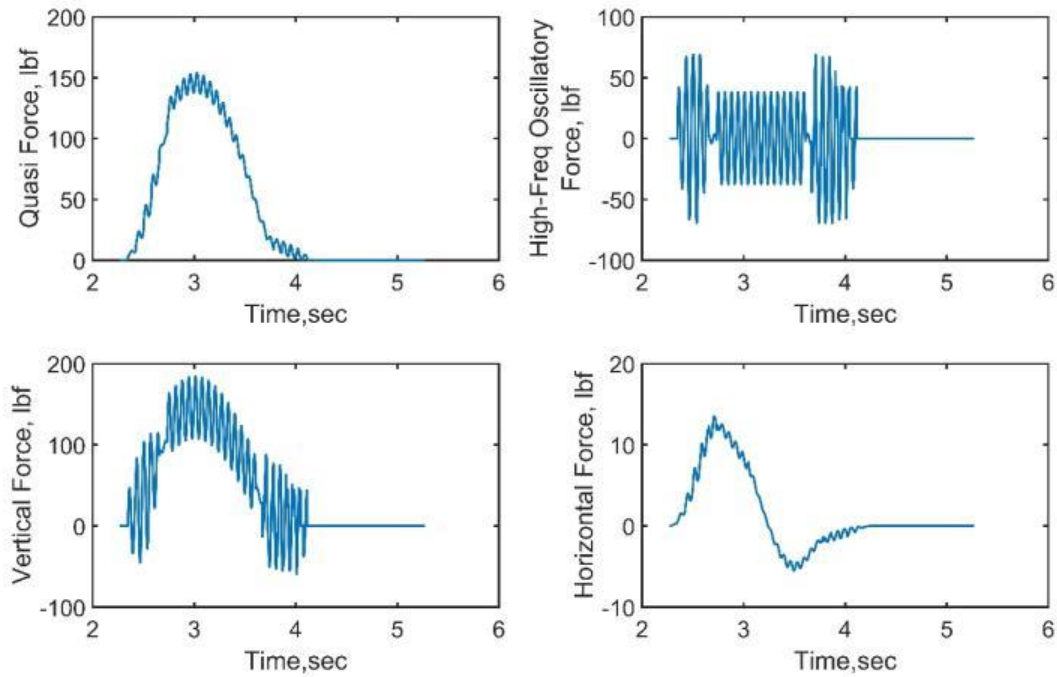 200
150
100
50
0
Quasi Force, lbf
2 3 4 5 6
Time,sec
100
50
0
-50
-100
High-Freq Oscillatory
Force, lbf
2 3 4 5 6
Time,sec
200
100
0
-100
Vertical Force, lbf
2 3 4 5 6
Time,sec
20
10
0
-10
Horizontal Force, lbf
2 3 4 5 6
Time,sec